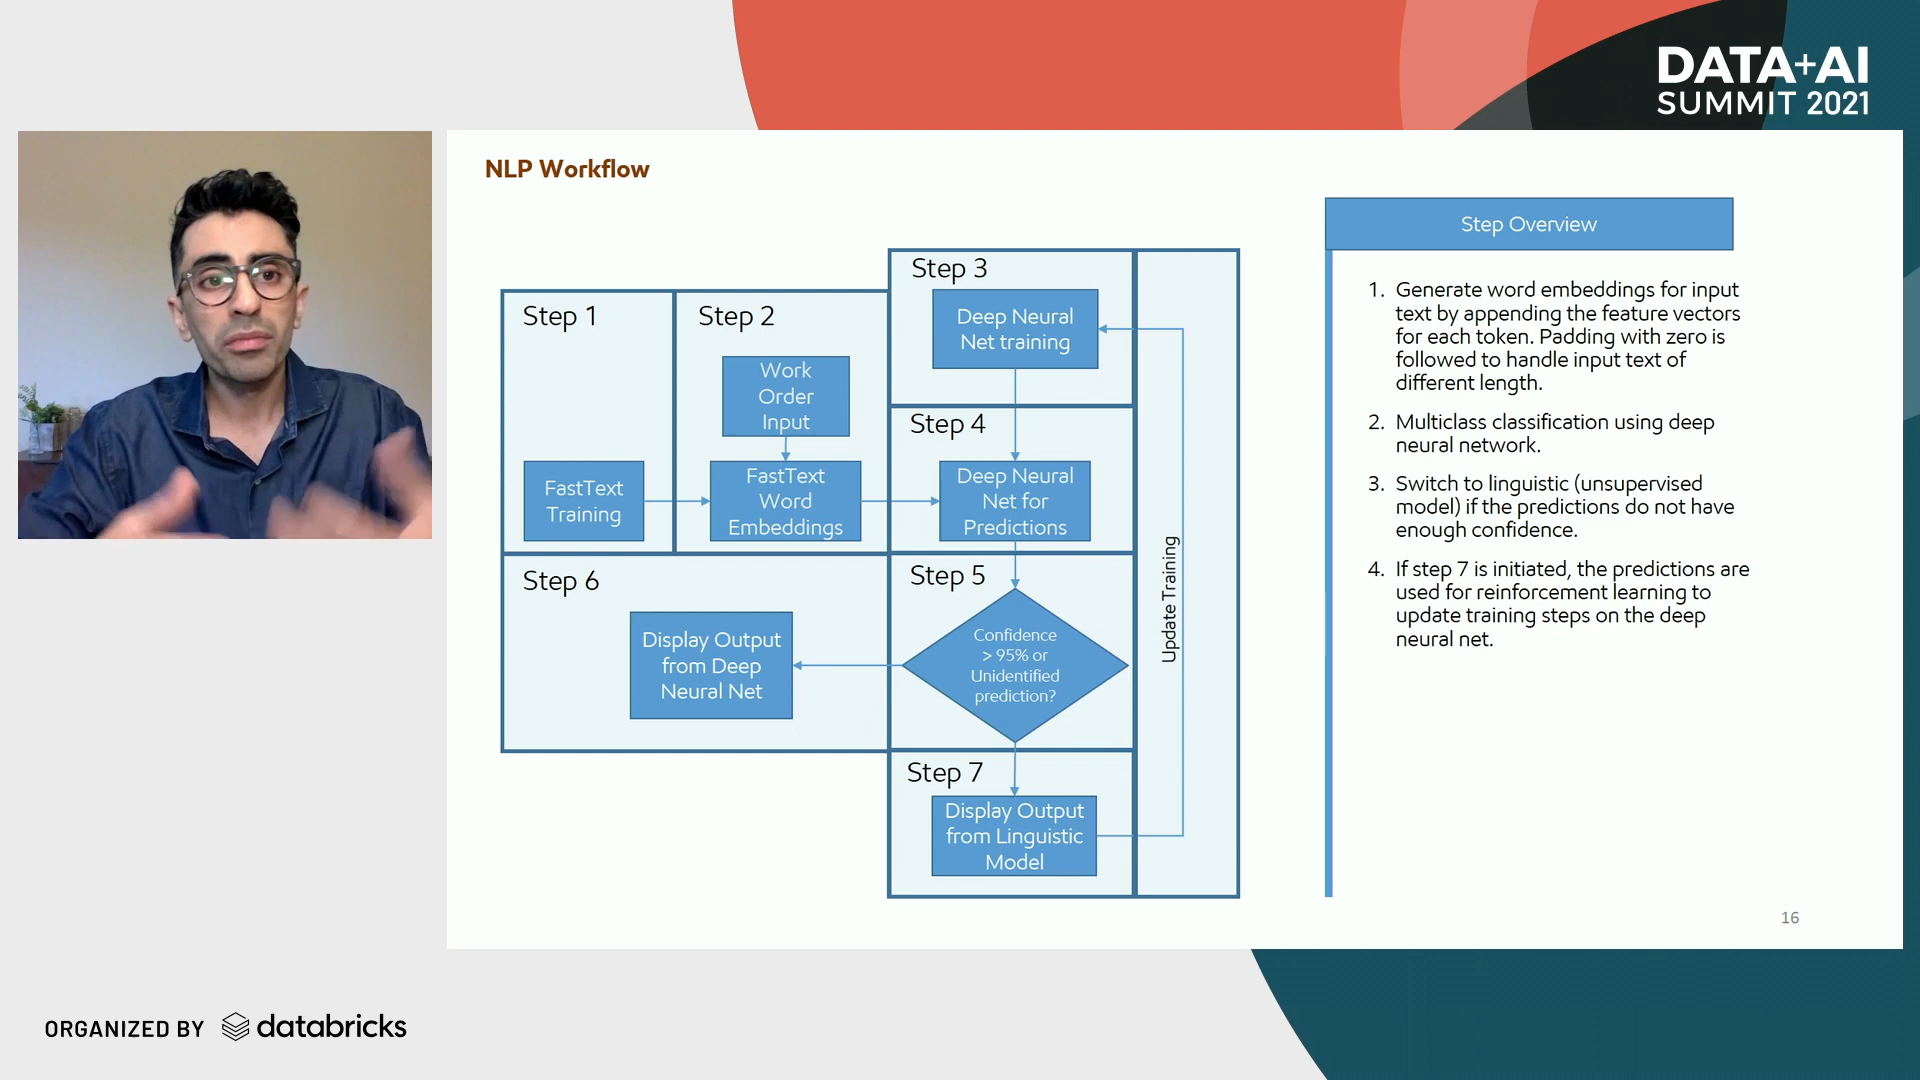 DATA+AI
SUMMIT 2021
NLP Workflow
Step 1
FastText
Training
Step 2
Work
Order
Input
FastText
Word
Embeddings
Step 3
Deep Neural
Net training
Step 4
Deep Neural
Net for
Predictions
Step 5
Confidence
> 95% or
Unidentified
prediction?
Step 6
Display Output
from Deep
Neural Net
Step 7
Display Output
from Linguistic
Model
Update Training
Step Overview
1. Generate word embeddings for input
text by appending the feature vectors
for each token. Padding with zero is
followed to handle input text of
different length.
2. Multiclass classification using deep
neural network.
3. Switch to linguistic (unsupervised
model) if the predictions do not have
enough confidence.
4. If step 7 is initiated, the predictions are
used for reinforcement learning to
update training steps on the deep
neural net.
16
ORGANIZED BY databricks